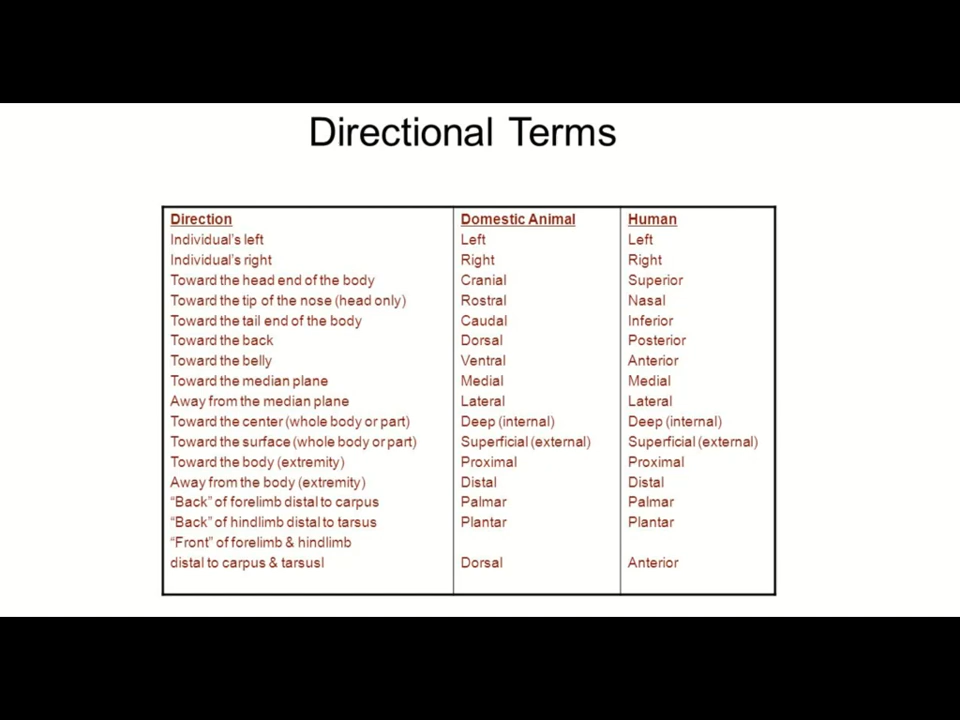 Directional Terms
Direction Domestic Animal Human
Individual's left Left Left
Individual's right Right Right
Toward the head end of the body Cranial Superior
Toward the tip of the nose (head only) Rostral Nasal
Toward the tail end of the body Caudal Inferior
Toward the back Dorsal Posterior
Toward the belly Ventral Anterior
Toward the median plane Medial Medial
Away from the median plane Lateral Lateral
Toward the center (whole body or part) Deep (internal) Deep (internal)
Toward the surface (whole body or part) Superficial (external) Superficial (external)
Toward the body (extremity) Proximal Proximal
Away from the body (extremity) Distal Distal
“Back” of forelimb distal to carpus Palmar Palmar
“Back” of hindlimb distal to tarsus Plantar Plantar
“Front” of forelimb & hindlimb
distal to carpus & tarsusl Dorsal Anterior